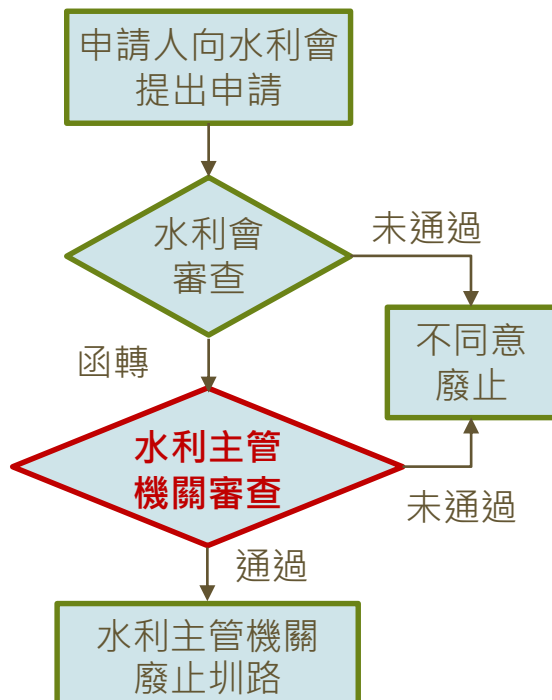 申請人向水利會
提出申請
水利會
審查
未通過
不同意
廢止
函轉
水利主管
機關審查
未通過
通過
水利主管機關
廢止圳路